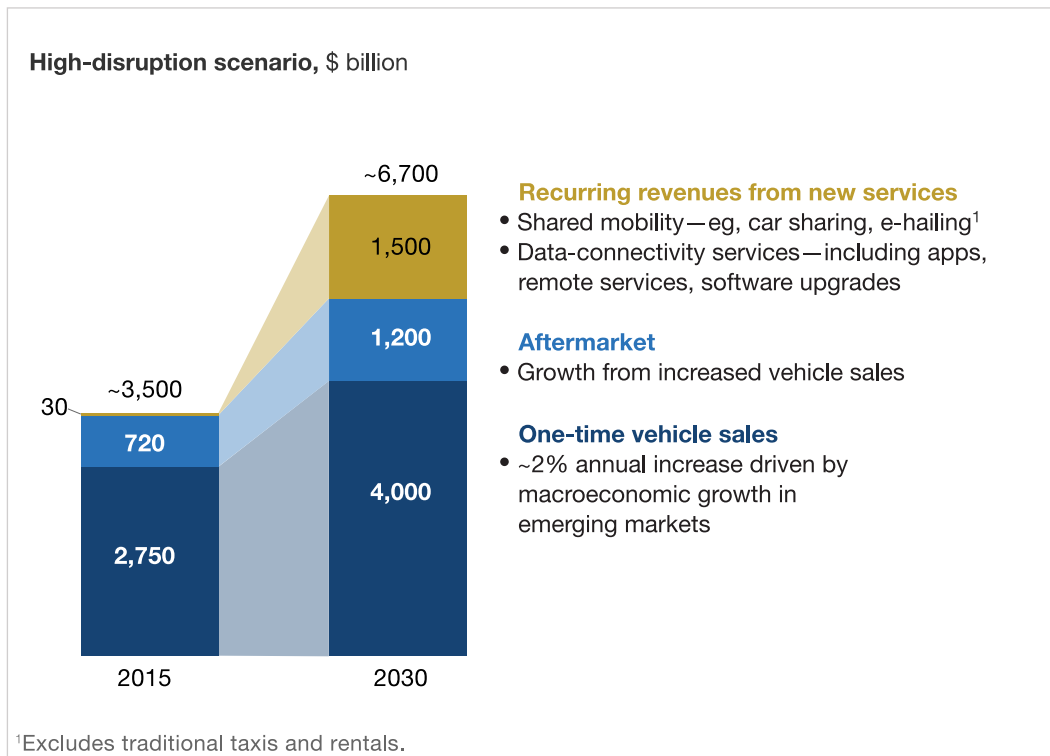 High-disruption scenario, $ billion
~6,700
1,500
1,200
4,000
~3,500
30
720
2,750
2015
2030
Recurring revenues from new services
• Shared mobility—eg, car sharing, e-hailing¹
• Data-connectivity services—including apps,
remote services, software upgrades
Aftermarket
• Growth from increased vehicle sales
One-time vehicle sales
• ~2% annual increase driven by
macroeconomic growth in
emerging markets
¹Excludes traditional taxis and rentals.